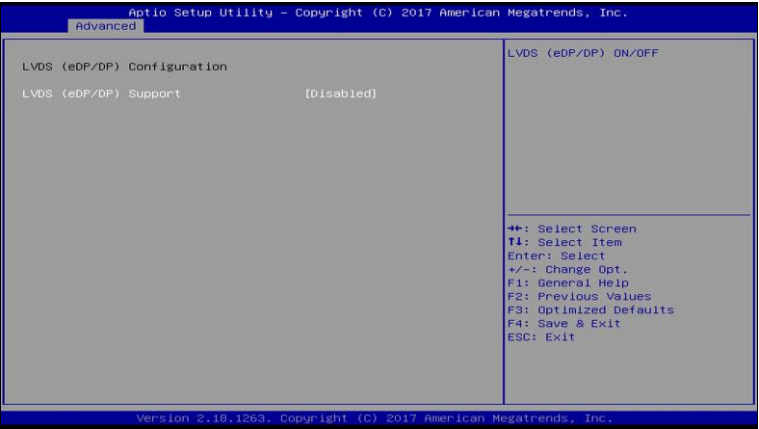 Aptio Setup Utility – Copyright (C) 2017 American Megatrends, Inc.
Advanced
LVDS (eDP/DP) Configuration
LVDS (eDP/DP) Support [Disabled]
LVDS (eDP/DP) ON/OFF
→←: Select Screen
↑↓: Select Item
Enter: Select
+/-: Change Opt.
F1: General Help
F2: Previous Values
F3: Optimized Defaults
F4: Save & Exit
ESC: Exit
Version 2.18.1263. Copyright (C) 2017 American Megatrends, Inc.